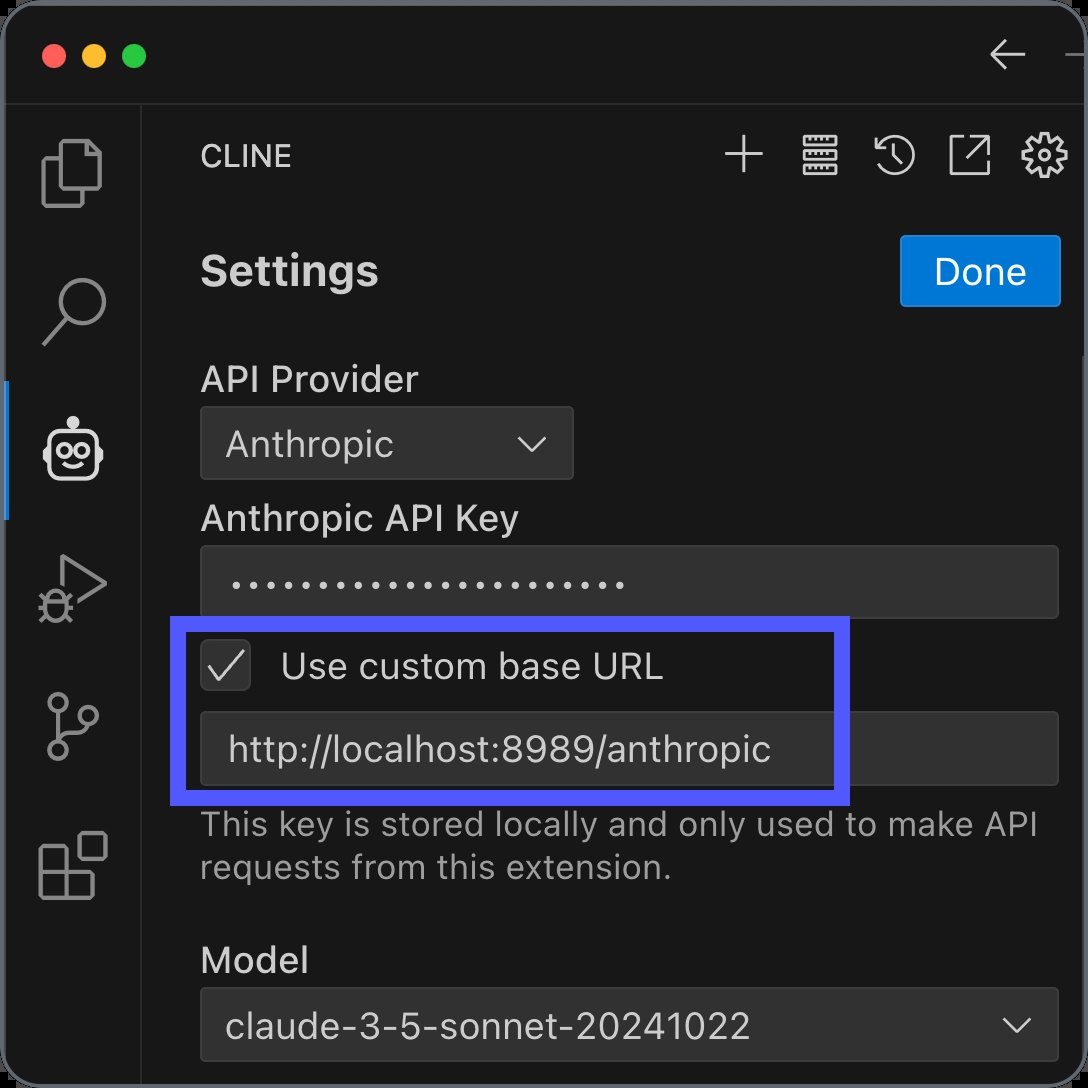 CLINE
Settings
Done
API Provider
Anthropic
Anthropic API Key
•••••••••••••••••••••••
Use custom base URL
http://localhost:8989/anthropic
This key is stored locally and only used to make API
requests from this extension.
Model
claude-3-5-sonnet-20241022